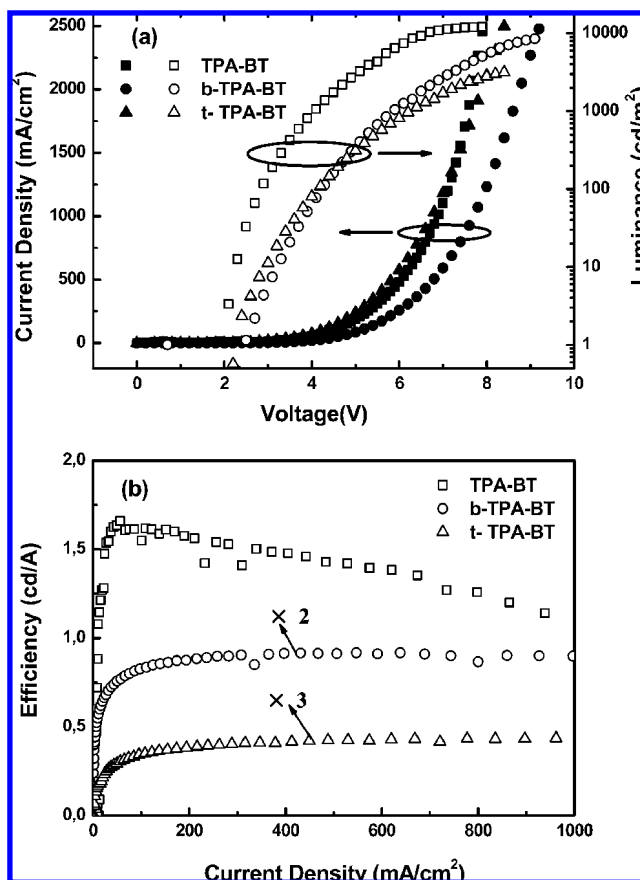 (a)
TPA-BT
b-TPA-BT
t- TPA-BT
Current Density (mA/cm²)
2500
2000
1500
1000
500
0
Luminance (cd/m²)
10000
1000
100
10
1
0 2 4 6 8 10
Voltage(V)
(b)
TPA-BT
b-TPA-BT
t- TPA-BT
Efficiency (cd/A)
2,0
1,5
1,0
0,5
0,0
× 2
× 3
0 200 400 600 800 1000
Current Density (mA/cm²)